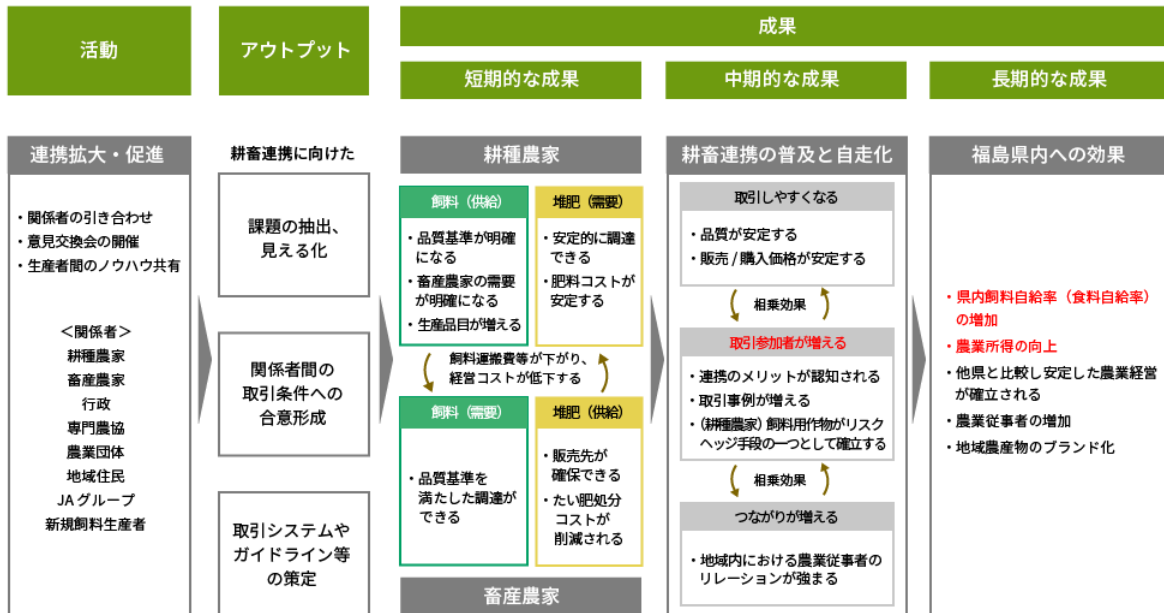 活動
アウトプット
成果
短期的な成果
中期的な成果
長期的な成果
連携拡大・促進
・関係者の引き合わせ
・意見交換会の開催
・生産者間のノウハウ共有
＜関係者＞
耕種農家
畜産農家
行政
専門農協
農業団体
地域住民
JAグループ
新規飼料生産者
耕畜連携に向けた
課題の抽出、
見える化
関係者間の
取引条件への
合意形成
取引システムや
ガイドライン等
の策定
耕種農家
飼料（供給）
・品質基準が明確
になる
・畜産農家の需要
が明確になる
・生産品目が増える
堆肥（需要）
・安定的に調達
できる
・肥料コストが
安定する
飼料運搬費等が下がり、
経営コストが低下する
飼料（需要）
・品質基準を
満たした調達が
できる
堆肥（供給）
・販売先が
確保できる
・たい肥処分
コストが
削減される
畜産農家
耕畜連携の普及と自走化
取引しやすくなる
・品質が安定する
・販売 / 購入価格が安定する
相乗効果
取引参加者が増える
・連携のメリットが認知される
・取引事例が増える
・（耕種農家）飼料用作物がリスク
ヘッジ手段の一つとして確立する
相乗効果
つながりが増える
・地域内における農業従事者の
リレーションが強まる
福島県内への効果
・県内飼料自給率（食料自給率）
の増加
・農業所得の向上
・他県と比較し安定した農業経営
が確立される
・農業従事者の増加
・地域農産物のブランド化